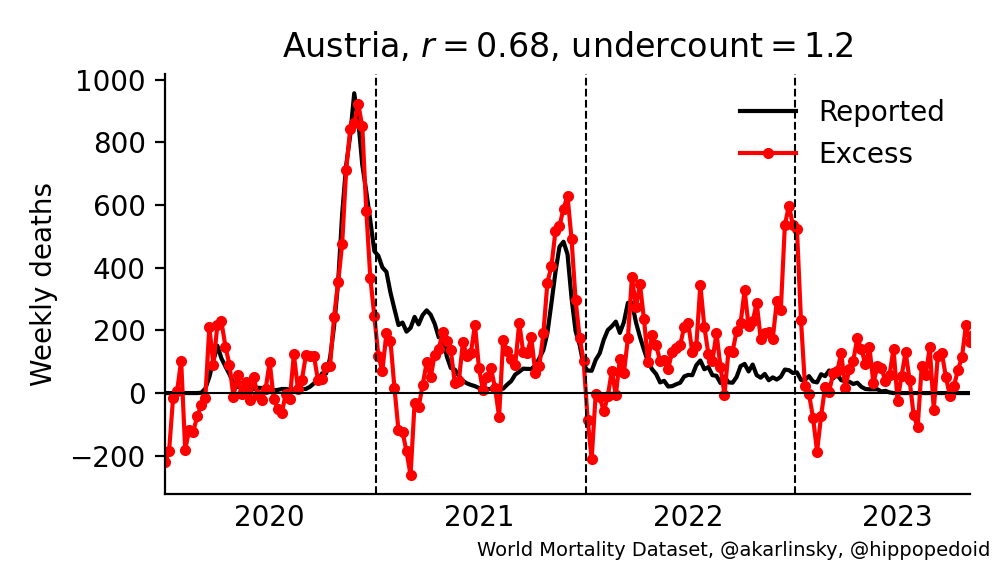 Austria, r = 0.68, undercount = 1.2
1000
800
600
400
200
0
−200
Weekly deaths
Reported
Excess
2020
2021
2022
2023
World Mortality Dataset, @akarlinsky, @hippopedoid